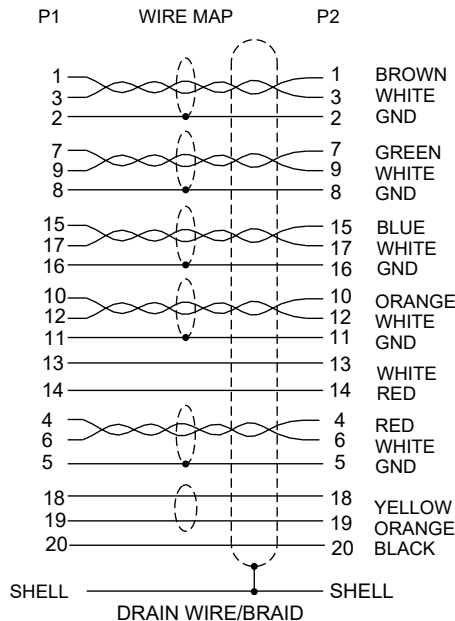 P1 WIRE MAP P2
1 1 BROWN
3 3 WHITE
2 2 GND
7 7 GREEN
9 9 WHITE
8 8 GND
15 15 BLUE
17 17 WHITE
16 16 GND
10 10 ORANGE
12 12 WHITE
11 11 GND
13 13 WHITE
14 14 RED
4 4 RED
6 6 WHITE
5 5 GND
18 18 YELLOW
19 19 ORANGE
20 20 BLACK
SHELL SHELL
DRAIN WIRE/BRAID